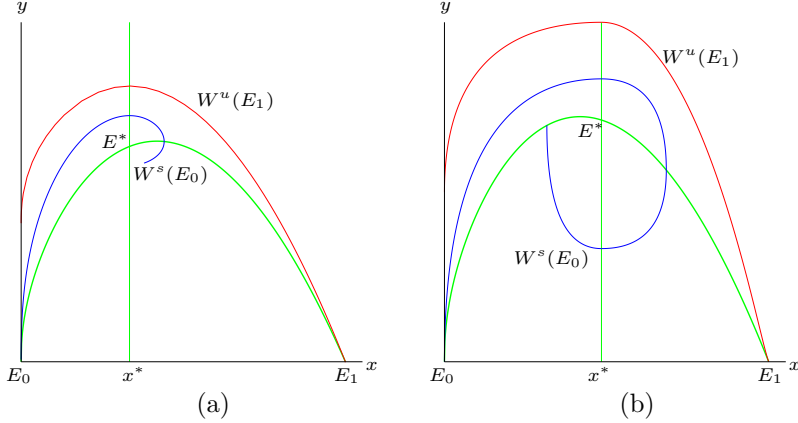 y
W^u(E_1)
E^*
W^s(E_0)
E_0
x^*
E_1
x
(a)
y
W^u(E_1)
E^*
W^s(E_0)
E_0
x^*
E_1
x
(b)